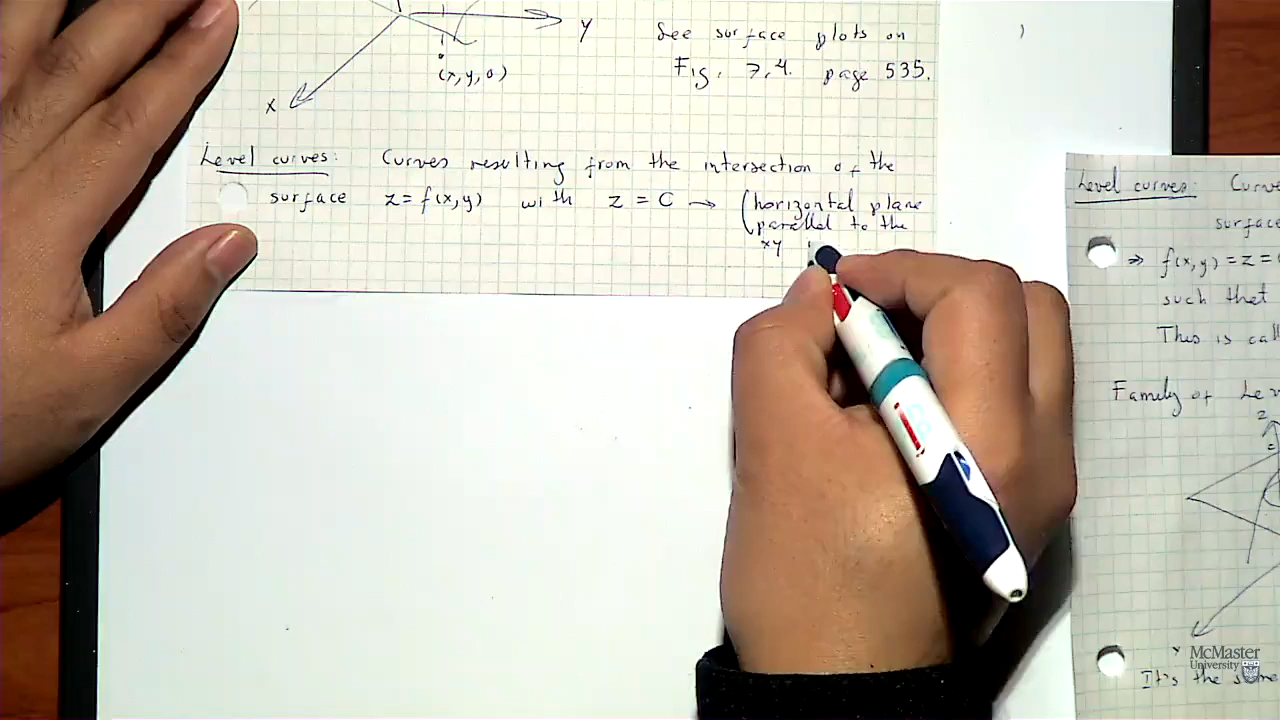 y
See surface plots on
(x, y, 0)
Fig. 7.4. page 535.
x
Level curves: Curves resulting from the intersection of the
surface z = f(x,y) with z = C → (horizontal plane
parallel to the
xy
Level curves:
surface
⇒ f(x,y) = z =
such that
This is
Family of
z
x
It's the same
McMaster
University